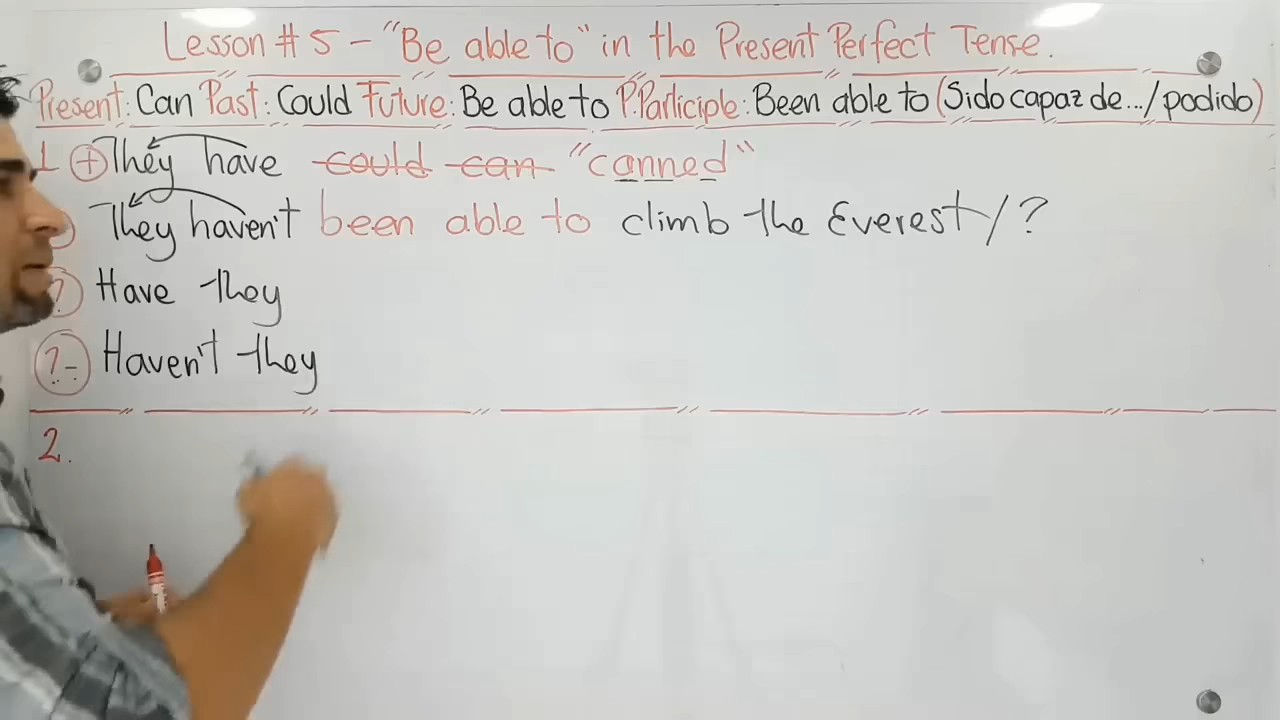 Lesson # 5 - "Be able to" in the Present Perfect Tense.
Present: Can Past: Could Future: Be able to P.Participle: Been able to (Sido capaz de.../podido)
1 + They have could can "canned"
They haven't been able to climb the Everest/?
? Have they
?- Haven't they
2.